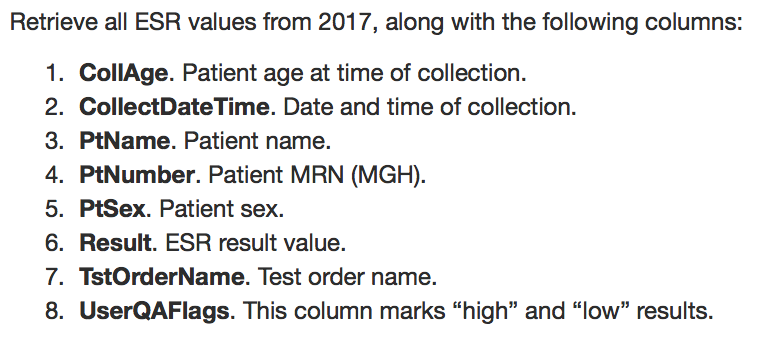 Retrieve all ESR values from 2017, along with the following columns:
1. CollAge. Patient age at time of collection.
2. CollectDateTime. Date and time of collection.
3. PtName. Patient name.
4. PtNumber. Patient MRN (MGH).
5. PtSex. Patient sex.
6. Result. ESR result value.
7. TstOrderName. Test order name.
8. UserQAFlags. This column marks “high” and “low” results.